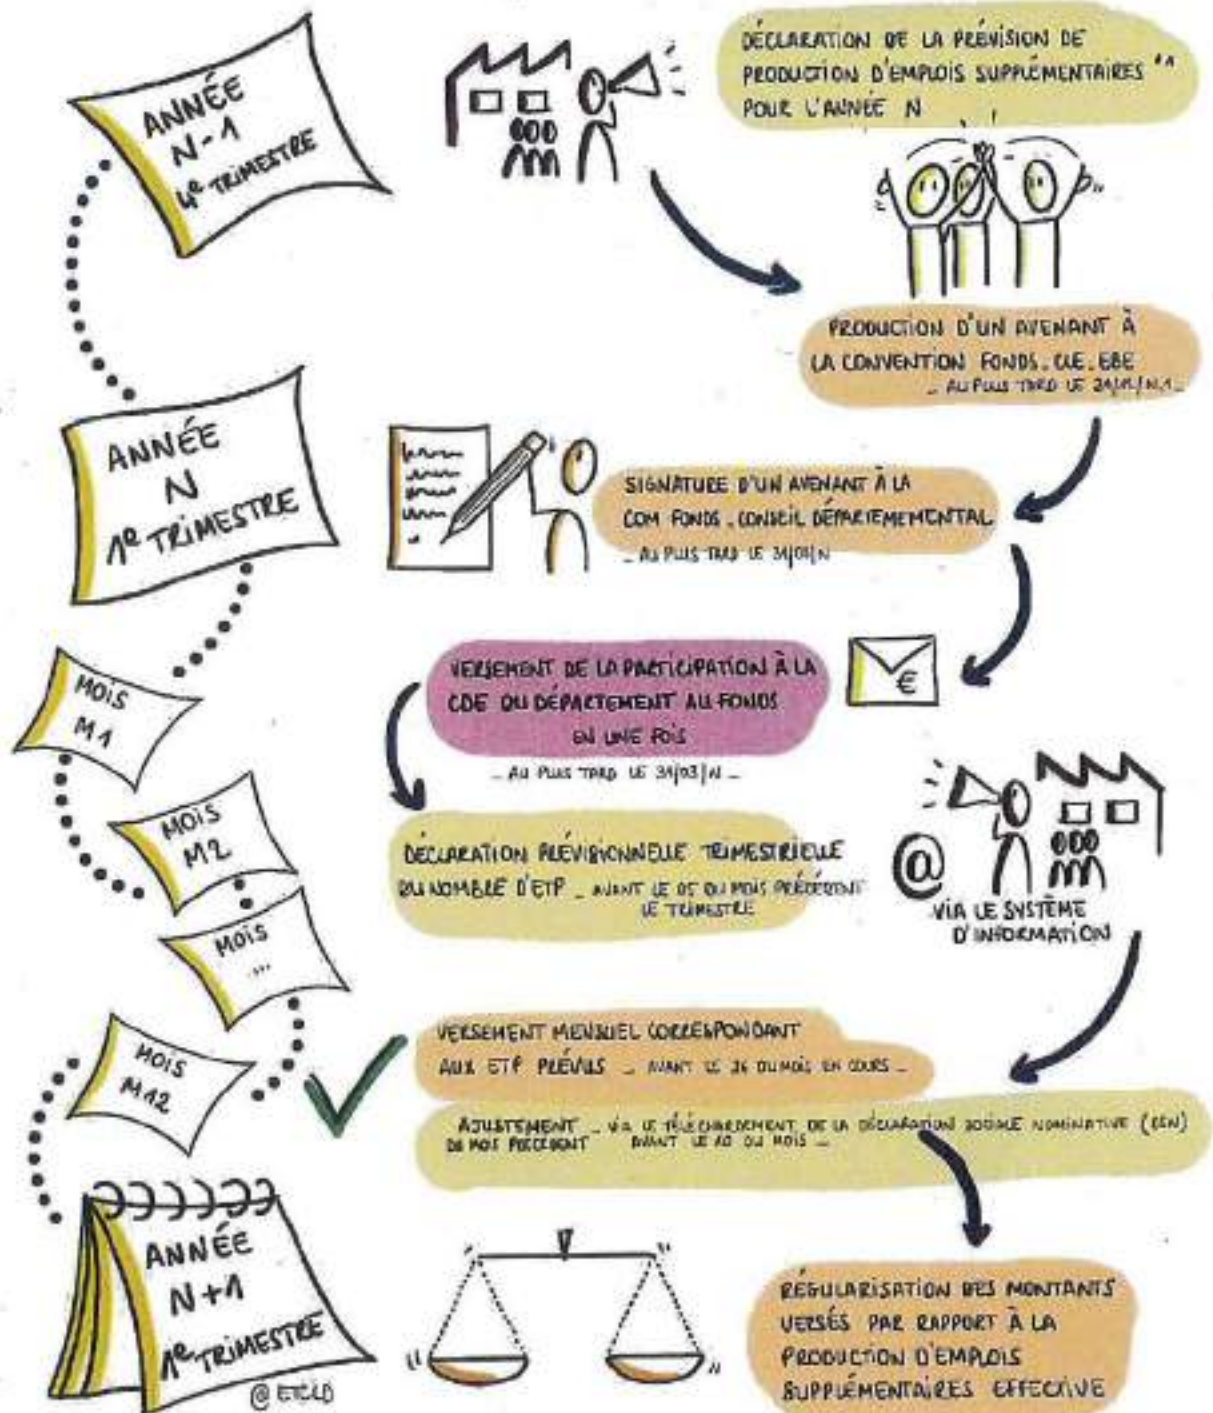 ANNÉE
N-1
4e TRIMESTRE
DÉCLARATION DE LA PRÉVISION DE
PRODUCTION D'EMPLOIS SUPPLÉMENTAIRES
POUR L'ANNÉE N
PRODUCTION D'UN AVENANT À
LA CONVENTION FONDS.CLE.EBE
_ AU PLUS TARD LE
ANNÉE
N
1e TRIMESTRE
SIGNATURE D'UN AVENANT À LA
COM FONDS.CONSEIL DÉPARTEMEMENTAL
_ AU PLUS TARD LE
MOIS
M1
VERSEMENT DE LA PARTICIPATION À LA
CDE DU DÉPARTEMENT AU FONDS
EN UNE FOIS
_ AU PLUS TARD LE 31/03/N _
€
MOIS
M2
DÉCLARATION PRÉVISIONNELLE TRIMESTRIELLE
DU NOMBRE D'ETP _ AVANT LE 05 DU MOIS PRÉCÉDENT
LE TRIMESTRE
@
VIA LE SYSTÈME
D'INFORMATION
MOIS
...
MOIS
M12
VERSEMENT MENSUEL CORRESPONDANT
AUX ETP PRÉVUS _ AVANT LE 26 DU MOIS EN COURS _
AJUSTEMENT _ VIA LE TÉLÉCHARGEMENT DE LA DÉCLARATION SOCIALE NOMINATIVE (DSN)
DU MOIS PRÉCÉDENT AVANT LE 10 DU MOIS _
ANNÉE
N+1
1e TRIMESTRE
@ ETCLD
RÉGULARISATION DES MONTANTS
VERSÉS PAR RAPPORT À LA
PRODUCTION D'EMPLOIS
SUPPLÉMENTAIRES EFFECTIVE